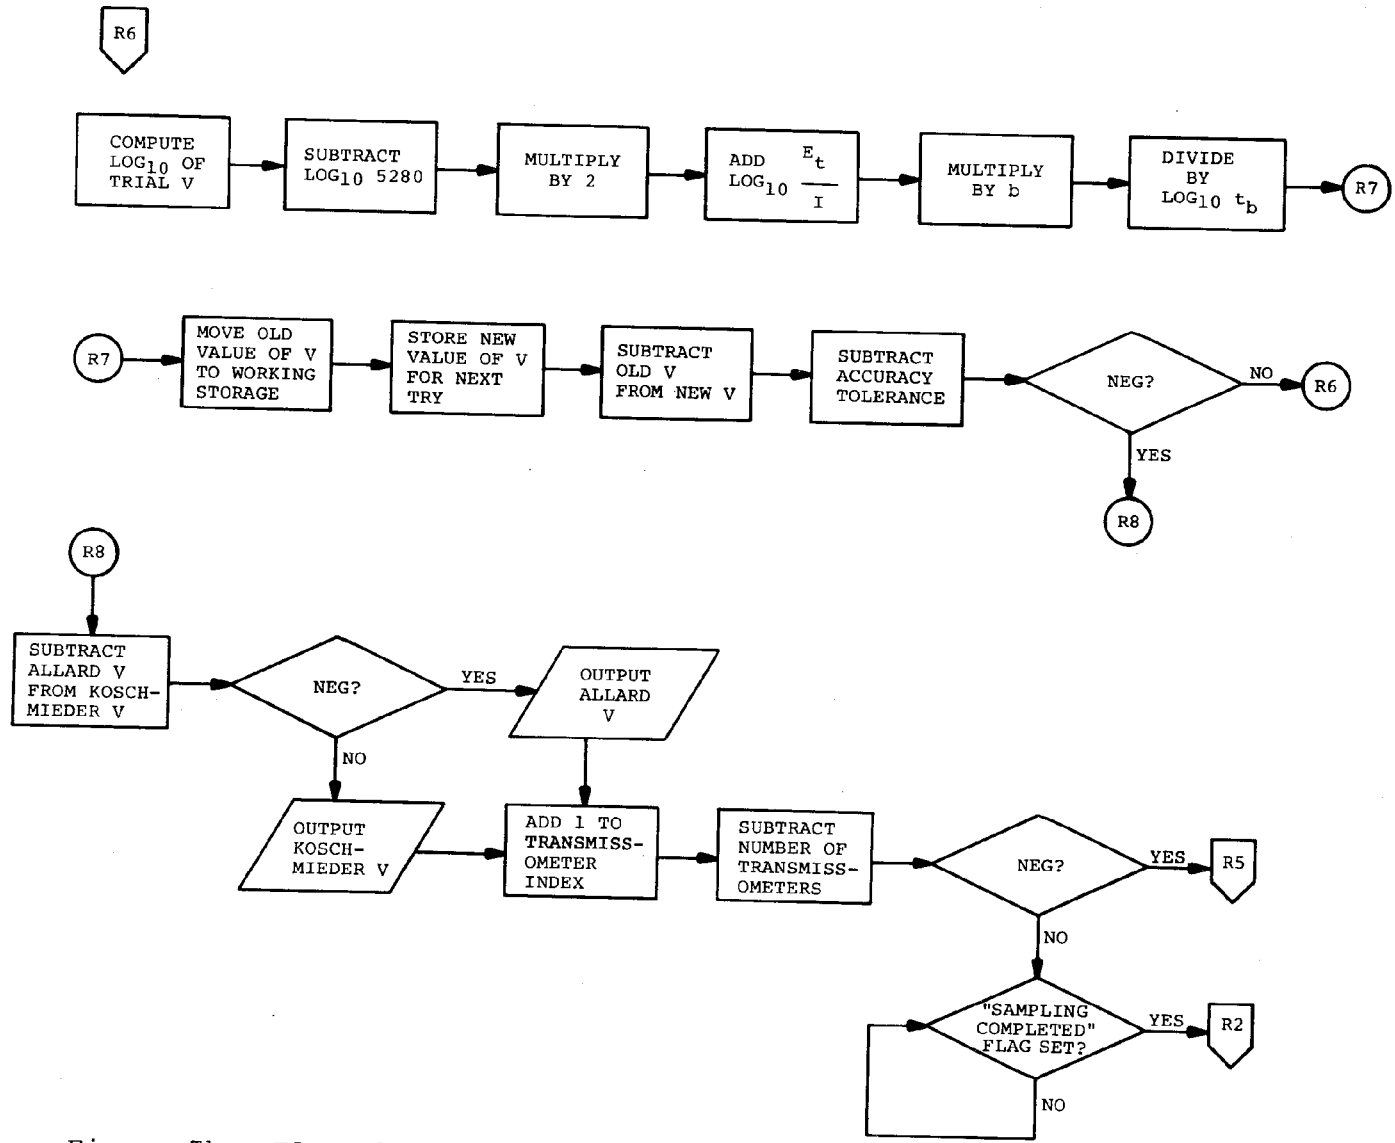 R6
COMPUTE
LOG10 OF
TRIAL V
SUBTRACT
LOG10 5280
MULTIPLY
BY 2
ADD Et
LOG10
I
MULTIPLY
BY b
DIVIDE
BY
LOG10 tb
R7
R7
MOVE OLD
VALUE OF V
TO WORKING
STORAGE
STORE NEW
VALUE OF V
FOR NEXT
TRY
SUBTRACT
OLD V
FROM NEW V
SUBTRACT
ACCURACY
TOLERANCE
NEG?
NO
R6
YES
R8
R8
SUBTRACT
ALLARD V
FROM KOSCH-
MIEDER V
NEG?
YES
OUTPUT
ALLARD
V
NO
OUTPUT
KOSCH-
MIEDER V
ADD 1 TO
TRANSMISS-
OMETER
INDEX
SUBTRACT
NUMBER OF
TRANSMISS-
OMETERS
NEG?
YES
R5
NO
"SAMPLING
COMPLETED"
FLAG SET?
YES
R2
NO